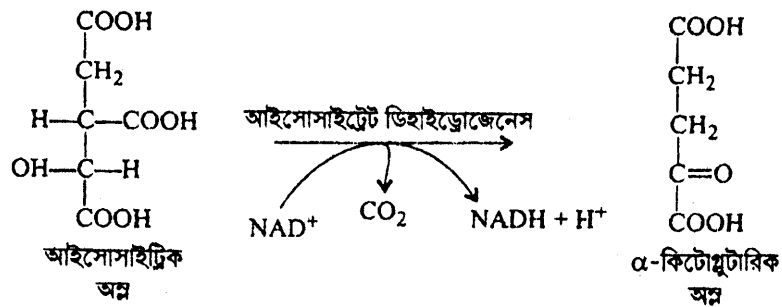 COOH
CH₂
H—C—COOH
OH—C—H
COOH
আইসোসাইট্রিক
অম্ল
আইসোসাইট্রেট ডিহাইড্রোজেনেস
NAD⁺
CO₂
NADH + H⁺
COOH
CH₂
CH₂
C=O
COOH
α-কিটোগ্লুটারিক
অম্ল